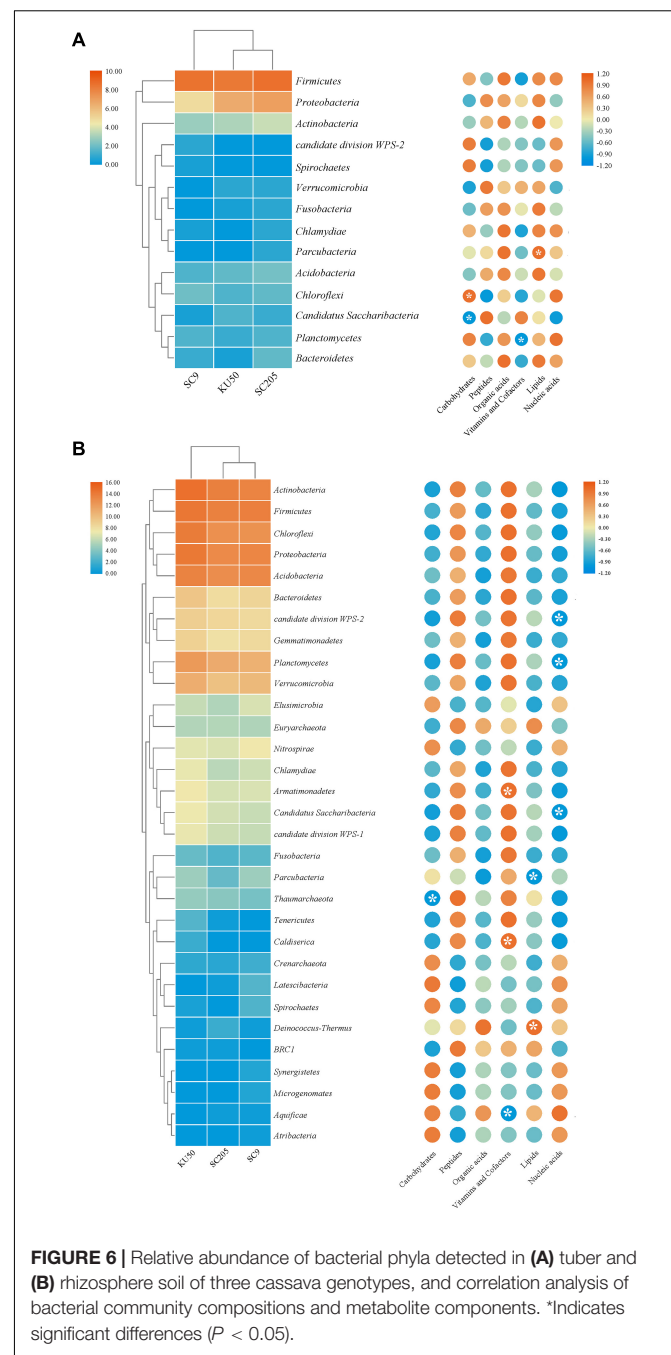 A
10.00
8.00
6.00
4.00
2.00
0.00
Firmicutes
Proteobacteria
Actinobacteria
candidate division WPS-2
Spirochaetes
Verrucomicrobia
Fusobacteria
Chlamydiae
Parcubacteria
Acidobacteria
Chloroflexi
Candidatus Saccharibacteria
Planctomycetes
Bacteroidetes
SC9
KU50
SC205
1.20
0.90
0.60
0.30
0.00
-0.30
-0.60
-0.90
-1.20
*
*
*
*
Carbohydrates
Peptides
Organic acids
Vitamins and Cofactors
Lipids
Nucleic acids
B
16.00
14.00
12.00
10.00
8.00
6.00
4.00
2.00
0.00
Actinobacteria
Firmicutes
Chloroflexi
Proteobacteria
Acidobacteria
Bacteroidetes
candidate division WPS-2
Gemmatimonadetes
Planctomycetes
Verrucomicrobia
Elusimicrobia
Euryarchaeota
Nitrospirae
Chlamydiae
Armatimonadetes
Candidatus Saccharibacteria
candidate division WPS-1
Fusobacteria
Parcubacteria
Thaumarchaeota
Tenericutes
Caldiserica
Crenarchaeota
Latescibacteria
Spirochaetes
Deinococcus-Thermus
BRC1
Synergistetes
Microgenomates
Aquificae
Atribacteria
KU50
SC205
SC9
1.20
0.90
0.60
0.30
0.00
-0.30
-0.60
-0.90
-1.20
*
*
*
*
*
*
*
*
*
Carbohydrates
Peptides
Organic acids
Vitamins and Cofactors
Lipids
Nucleic acids
FIGURE 6 | Relative abundance of bacterial phyla detected in (A) tuber and
(B) rhizosphere soil of three cassava genotypes, and correlation analysis of
bacterial community compositions and metabolite components. *Indicates
significant differences (P < 0.05).